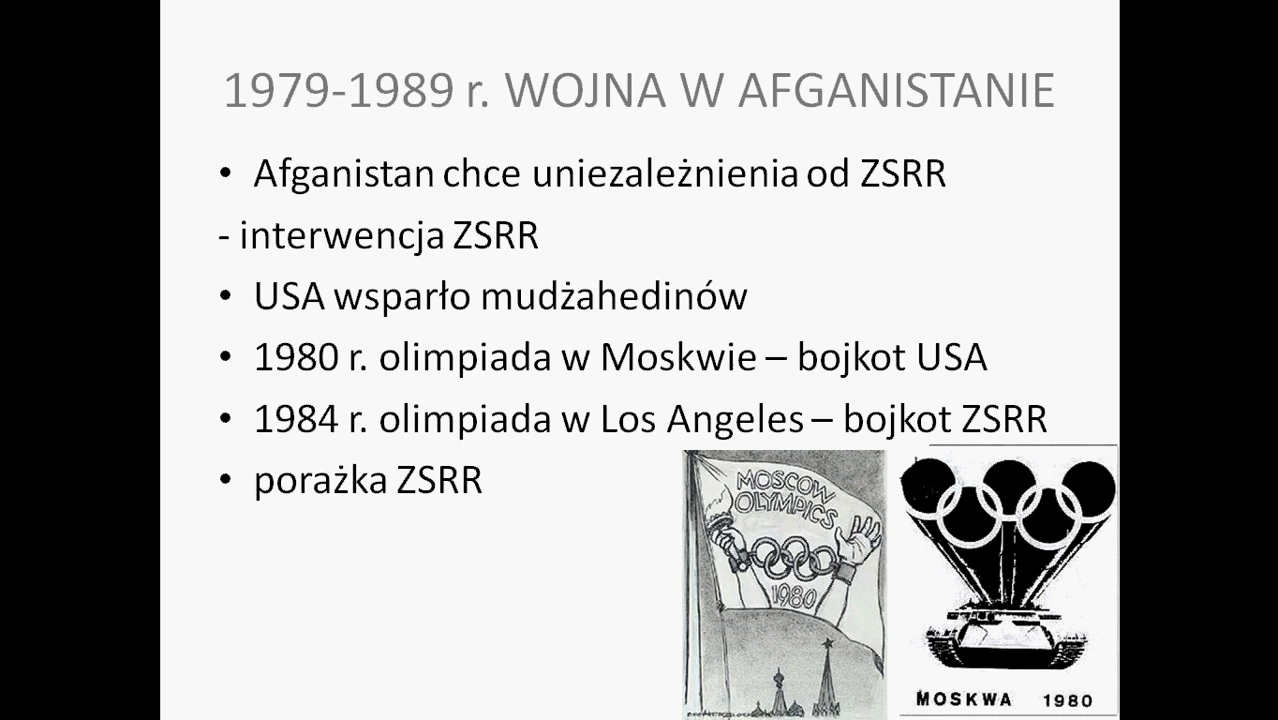 1979-1989 r. WOJNA W AFGANISTANIE
• Afganistan chce uniezależnienia od ZSRR
- interwencja ZSRR
• USA wsparło mudżahedinów
• 1980 r. olimpiada w Moskwie – bojkot USA
• 1984 r. olimpiada w Los Angeles – bojkot ZSRR
• porażka ZSRR
MOSCOW
OLYMPICS
1980
MOSKWA 1980